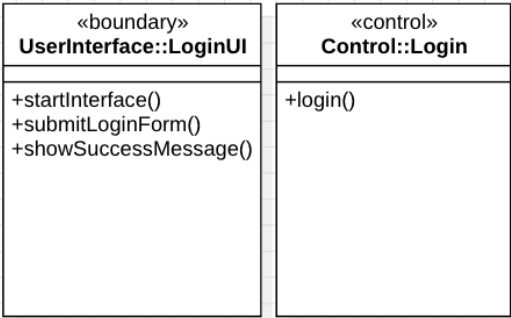 «boundary»
UserInterface::LoginUI
+startInterface()
+submitLoginForm()
+showSuccessMessage()
«control»
Control::Login
+login()